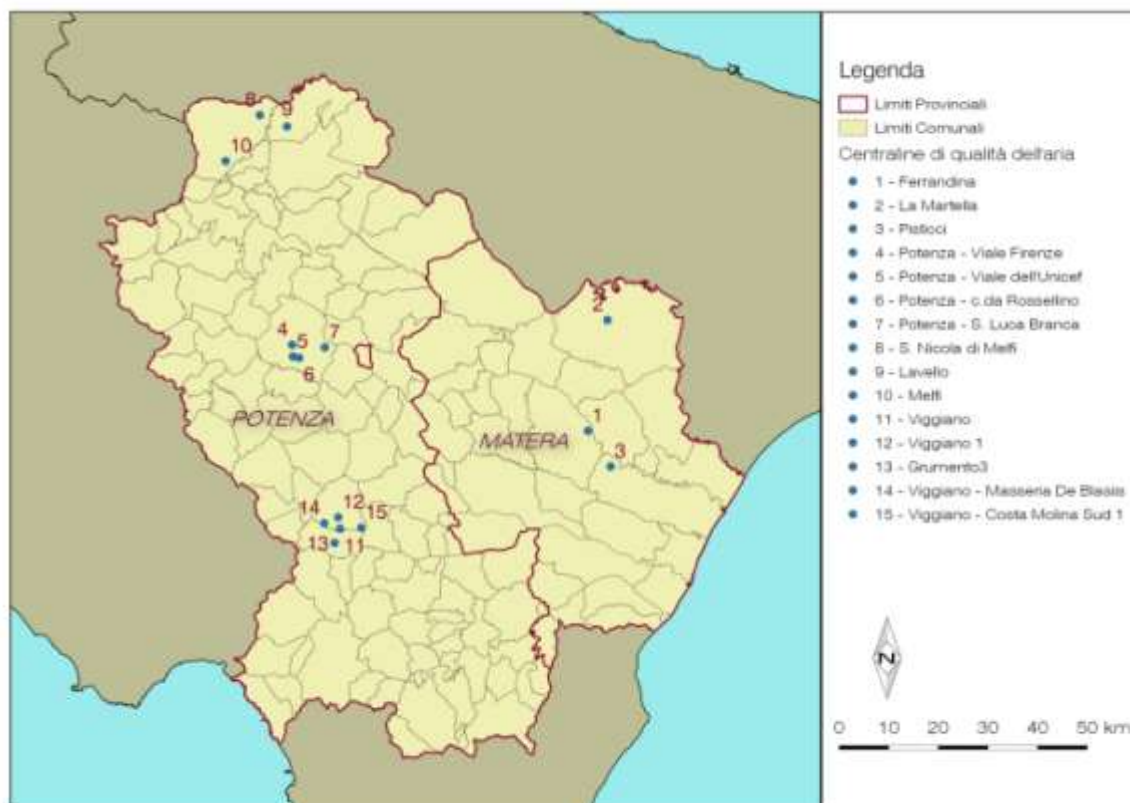 8
9
10
2
4
5
7
6
POTENZA
1
MATERA
3
14
12
15
13
11
Legenda
Limiti Provinciali
Limiti Comunali
Centraline di qualità dell'aria
1 - Ferrandina
2 - La Martella
3 - Pisticci
4 - Potenza - Viale Firenze
5 - Potenza - Viale dell'Unicef
6 - Potenza - c.da Rossellino
7 - Potenza - S. Luca Branca
8 - S. Nicola di Melfi
9 - Lavello
10 - Melfi
11 - Viggiano
12 - Viggiano 1
13 - Grumento3
14 - Viggiano - Masseria De Blasiis
15 - Viggiano - Costa Molina Sud 1
N
0 10 20 30 40 50 km